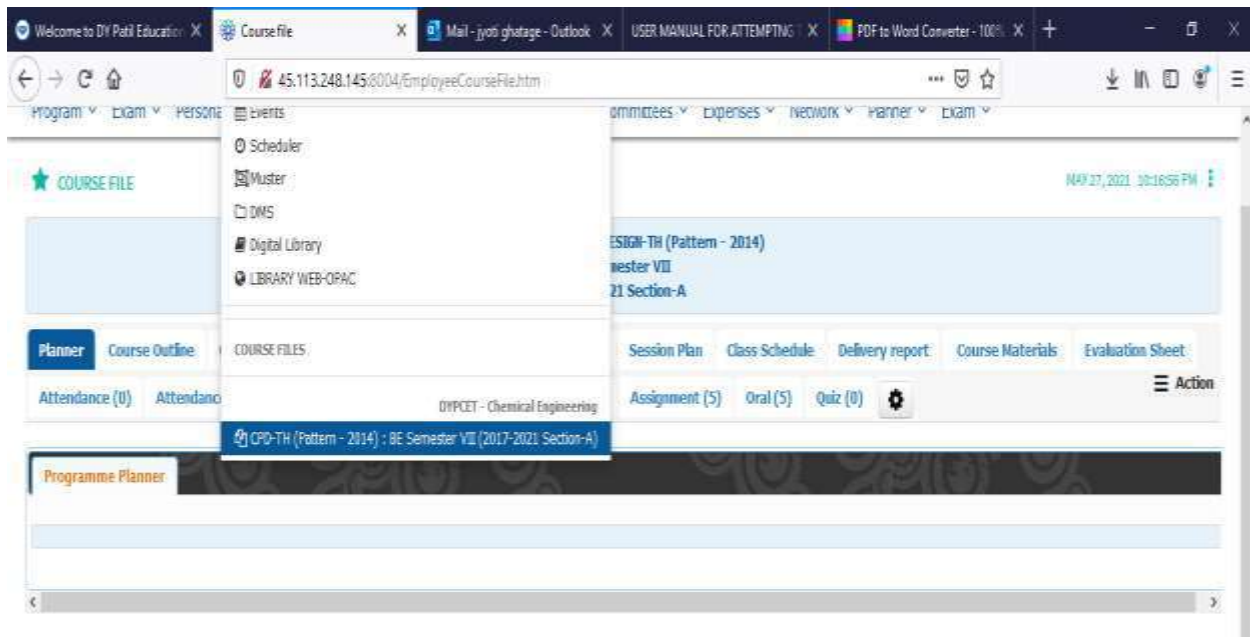 Welcome to DY Patil Education X Course file X Mail - jyoti ghatage - Outlook X USER MANUAL FOR ATTEMPTING T X PDF to Word Converter - 100% X +
45.113.248.145:8004/EmployeeCourseFile.htm
Program Exam Persona Events ommittees Expenses Network Planner Exam
Scheduler
COURSE FILE Muster MAY 27, 2021 10:16:56 PM
DMS
Digital Library ESIGN-TH (Pattern - 2014)
LIBRARY WEB-OPAC mester VII
21 Section-A
Planner Course Outline COURSE FILES Session Plan Class Schedule Delivery report Course Materials Evaluation Sheet
Action
Attendance (0) Attendanc DYPCET - Chemical Engineering Assignment (5) Oral (5) Quiz (0)
CPD-TH (Pattern - 2014) : BE Semester VII (2017-2021 Section-A)
Programme Planner